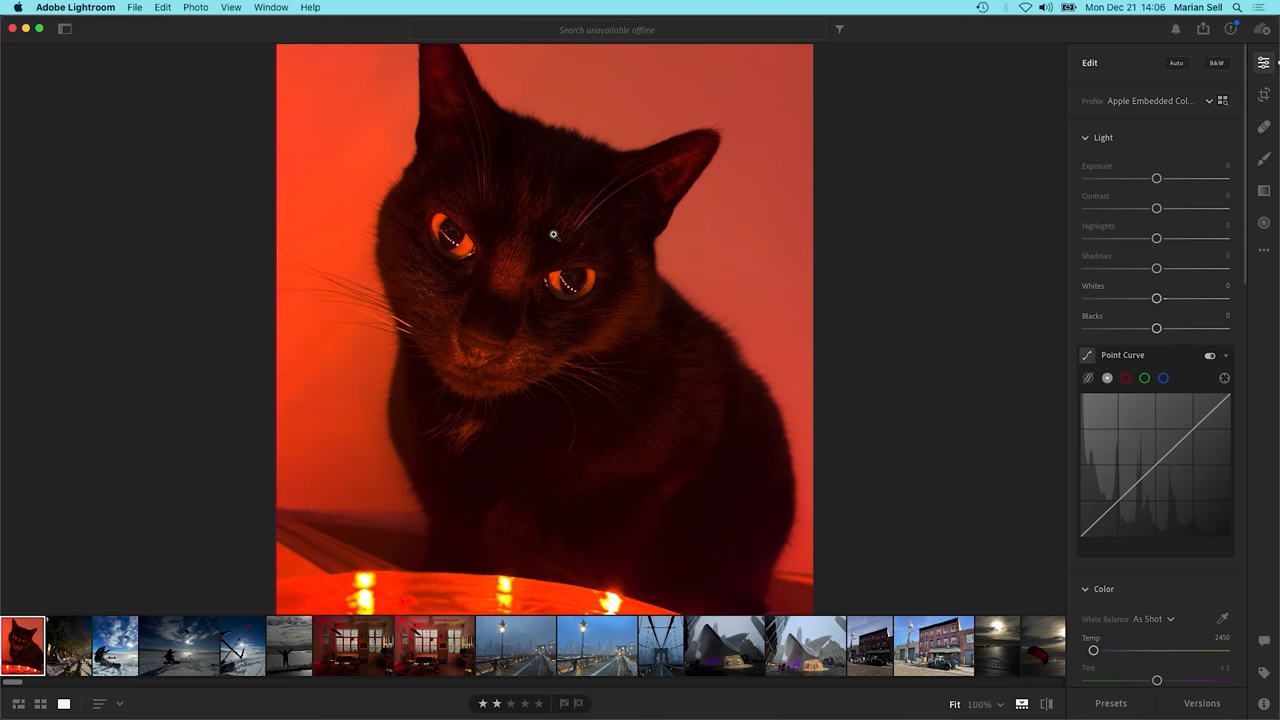 Adobe Lightroom File Edit Photo View Window Help Mon Dec 21 14:06 Marian Sell
Search unavailable offline
Edit Auto B&W
Profile Apple Embedded Col...
Light
Exposure 0
Contrast 0
Highlights 0
Shadows 0
Whites 0
Blacks 0
Point Curve
Color
White Balance As Shot
Temp 2450
Tint + 1
Fit 100% Presets Versions